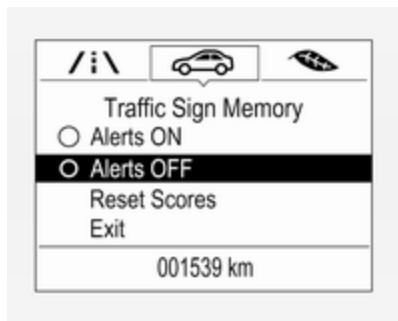 Traffic Sign Memory
Alerts ON
Alerts OFF
Reset Scores
Exit
001539 km